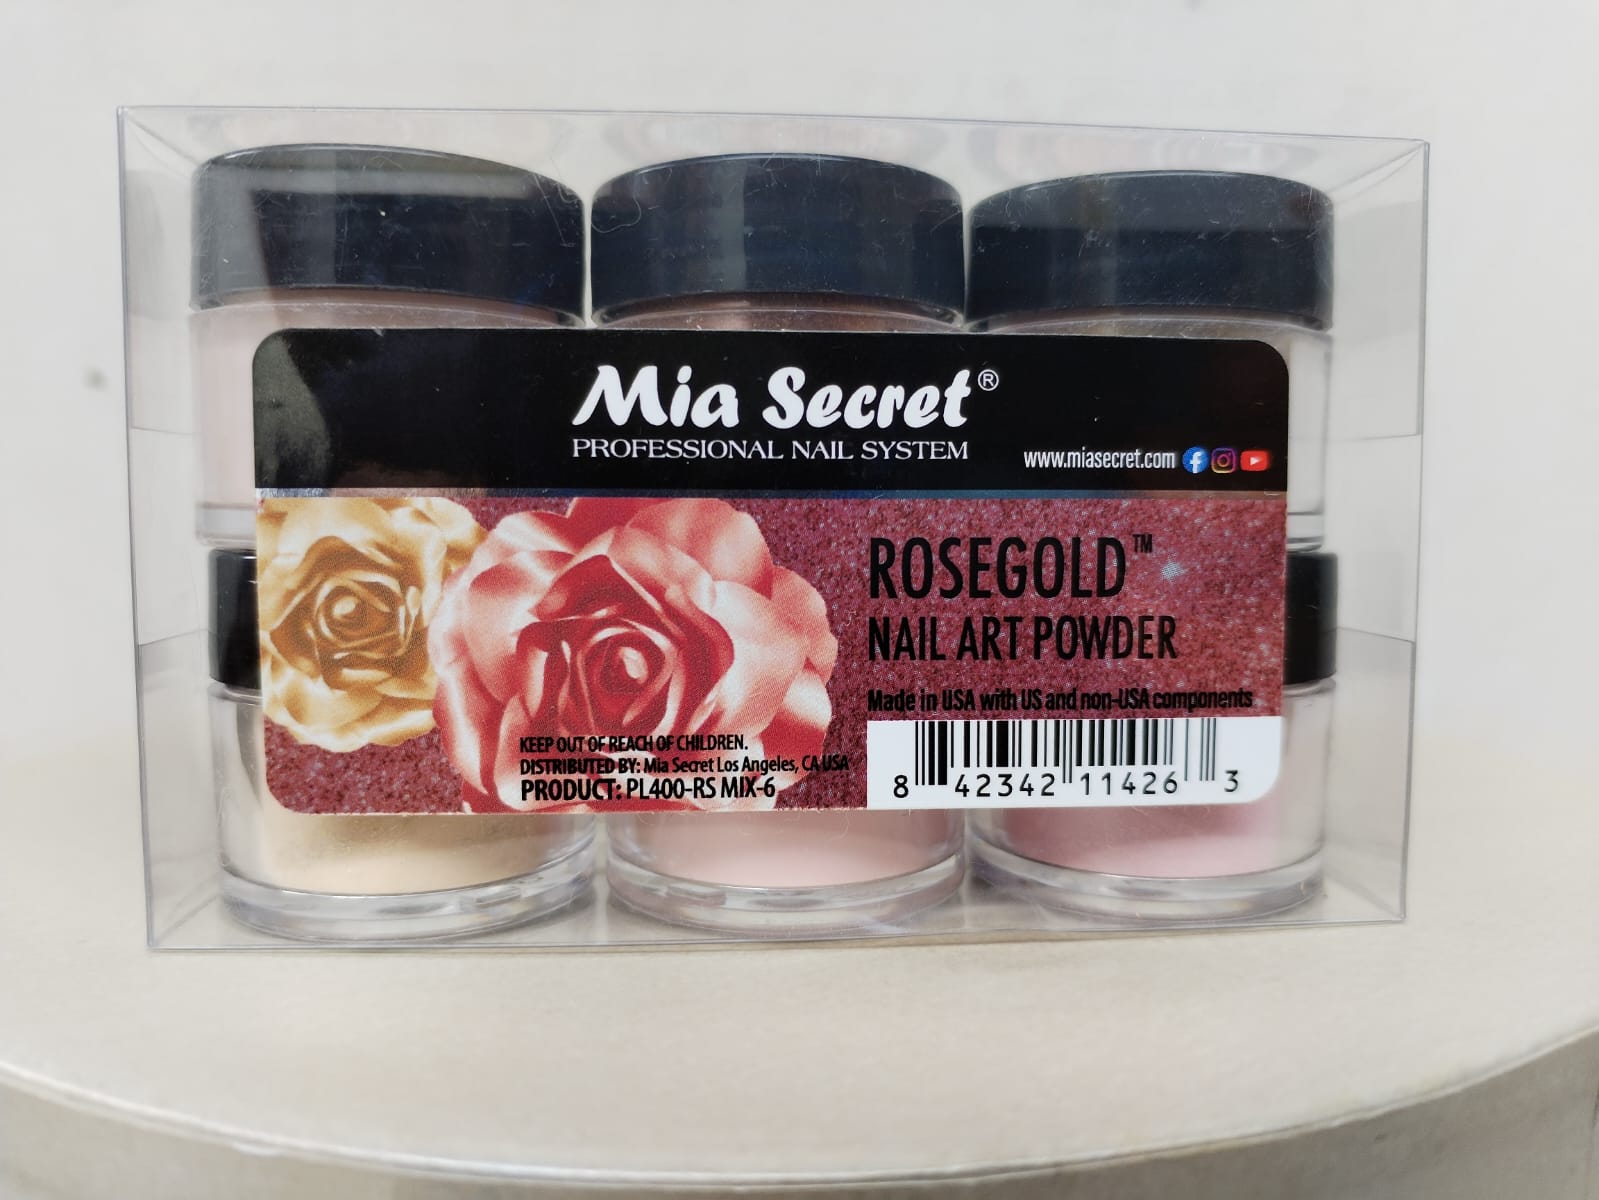 Mia Secret®
PROFESSIONAL NAIL SYSTEM
www.miasecret.com
ROSEGOLD™
NAIL ART POWDER
Made in USA with US and non-USA components
KEEP OUT OF REACH OF CHILDREN.
DISTRIBUTED BY: Mia Secret Los Angeles, CA USA
PRODUCT: PL400-RS MIX-6
8 42342 11426 3